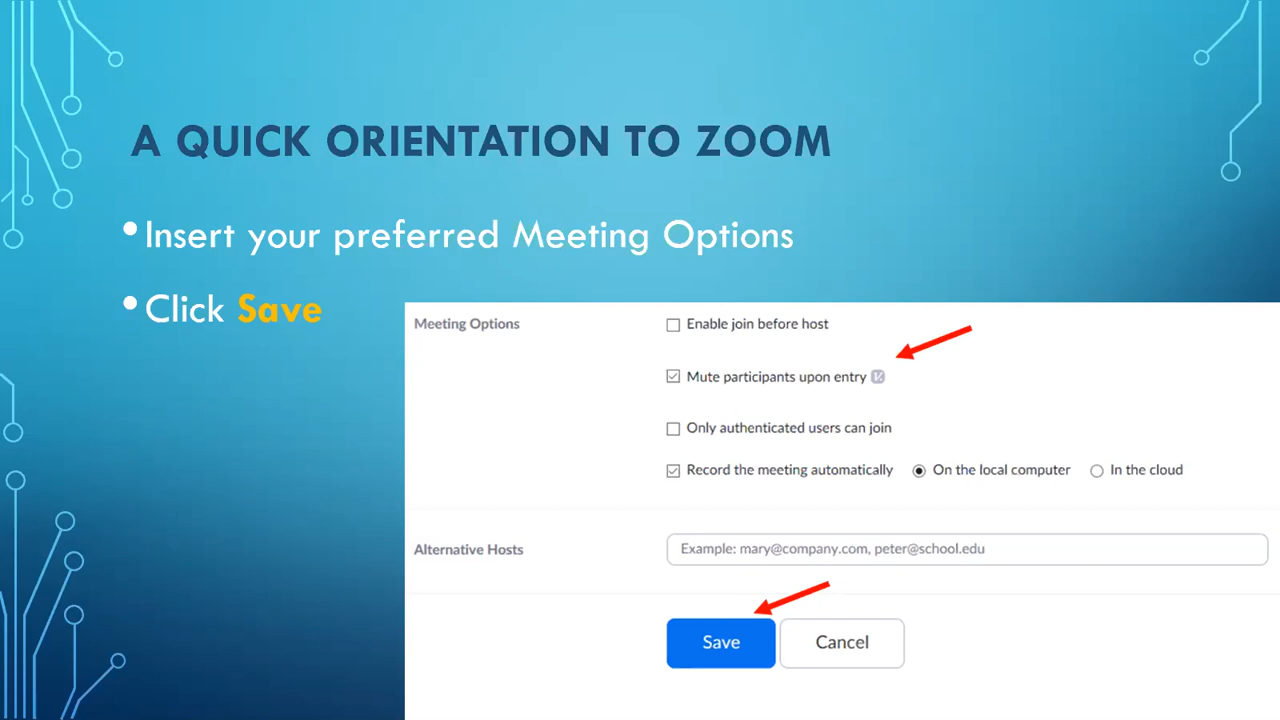 A QUICK ORIENTATION TO ZOOM
• Insert your preferred Meeting Options
• Click Save
Meeting Options
Enable join before host
Mute participants upon entry
Only authenticated users can join
Record the meeting automatically On the local computer In the cloud
Alternative Hosts
Example: mary@company.com, peter@school.edu
Save Cancel